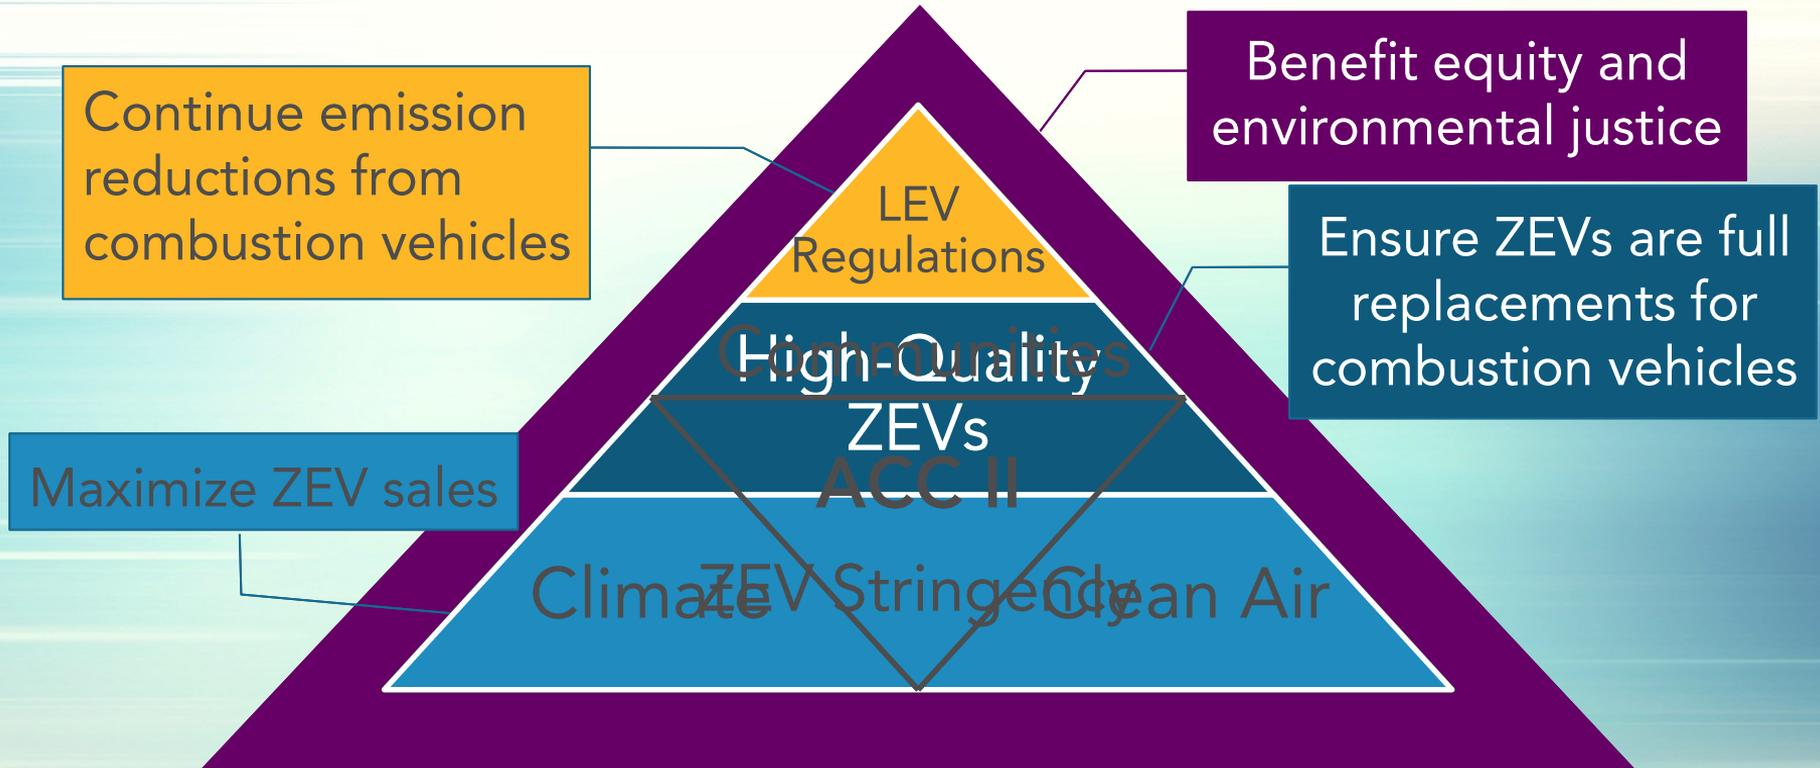 Benefit equity and
environmental justice
Continue emission
reductions from
combustion vehicles
LEV
Regulations
Ensure ZEVs are full
replacements for
combustion vehicles
Communities
High-Quality
ZEVs
ACC II
Maximize ZEV sales
Climate
ZEV Stringency
Clean Air